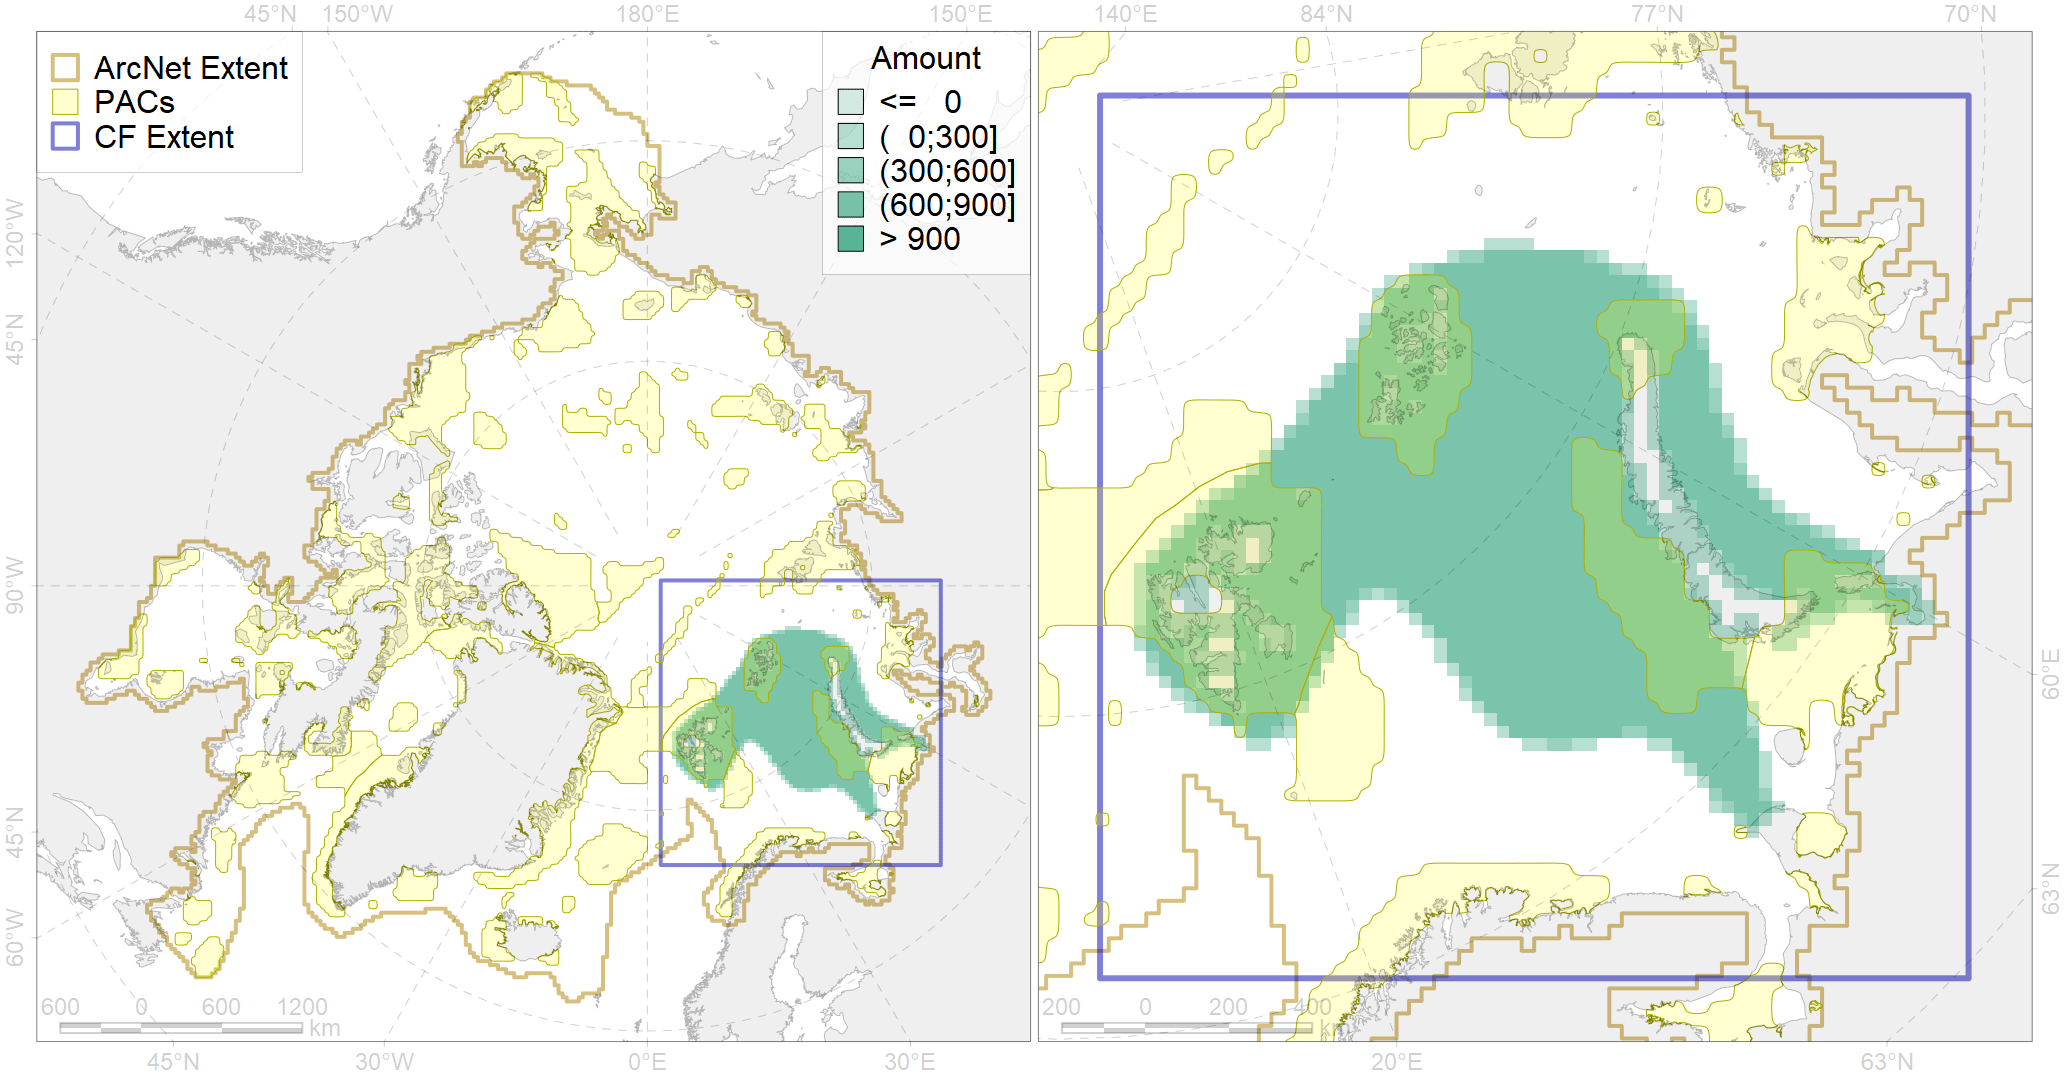 45°N 150°W 180°E 150°E 140°E 84°N 77°N 70°N
ArcNet Extent
PACs
CF Extent
Amount
<= 0
( 0;300]
(300;600]
(600;900]
> 900
120°W
45°N
90°W
45°N
60°W
60°E
63°N
600 0 600 1200
km
200 0 200 400
km
45°N 30°W 0°E 30°E 20°E 63°N